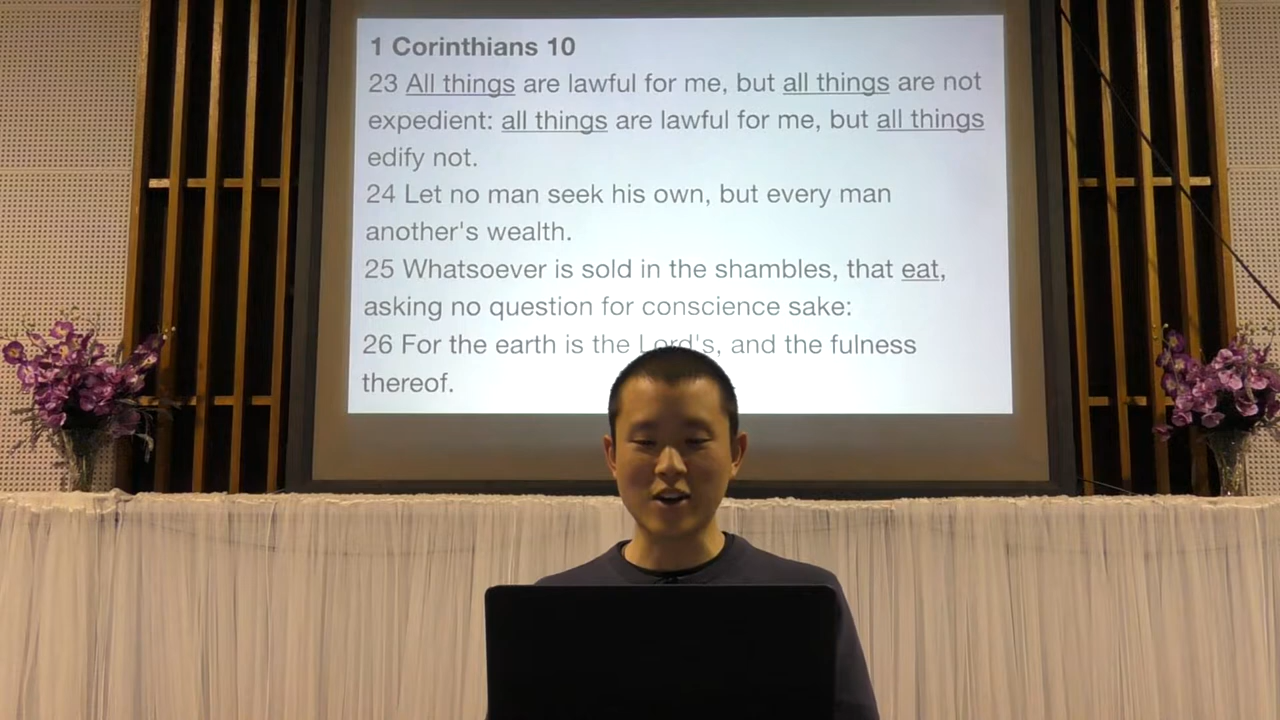 1 Corinthians 10
23 All things are lawful for me, but all things are not
expedient: all things are lawful for me, but all things
edify not.
24 Let no man seek his own, but every man
another's wealth.
25 Whatsoever is sold in the shambles, that eat,
asking no question for conscience sake:
26 For the earth is the Lord's, and the fulness
thereof.